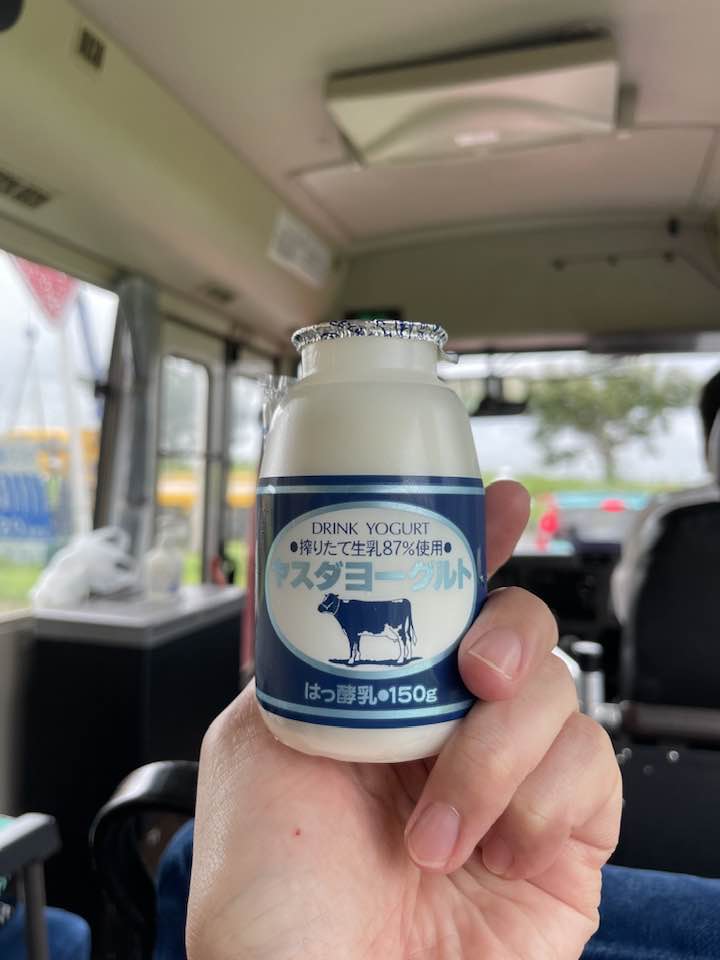 DRINK YOGURT
●搾りたて生乳87%使用●
ヤスダヨーグルト
はっ酵乳●150g